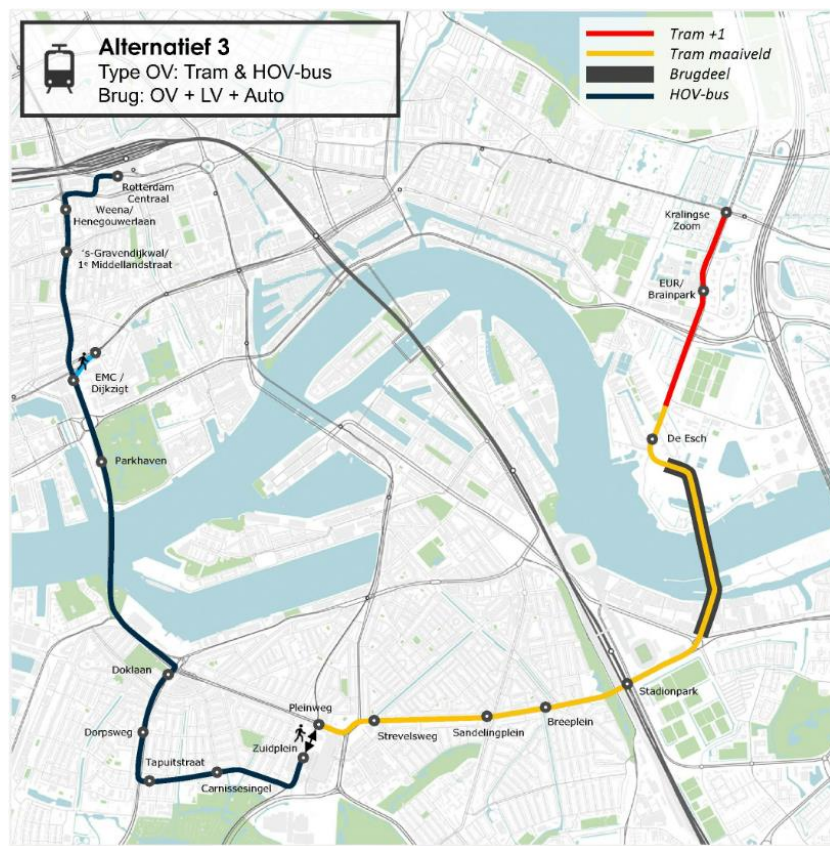 Alternatief 3
Type OV: Tram & HOV-bus
Brug: OV + LV + Auto
Tram +1
Tram maaiveld
Brugdeel
HOV-bus
Rotterdam
Centraal
Weena/
Henegouwerlaan
's-Gravendijkwal/
1e Middellandstraat
EMC /
Dijkzigt
Parkhaven
Doklaan
Dorpsweg
Tapuitstraat
Carnissesingel
Zuidplein
Pleinweg
Strevelsweg
Sandelingplein
Breeplein
Stadionpark
De Esch
EUR/
Brainpark
Kralingse
Zoom